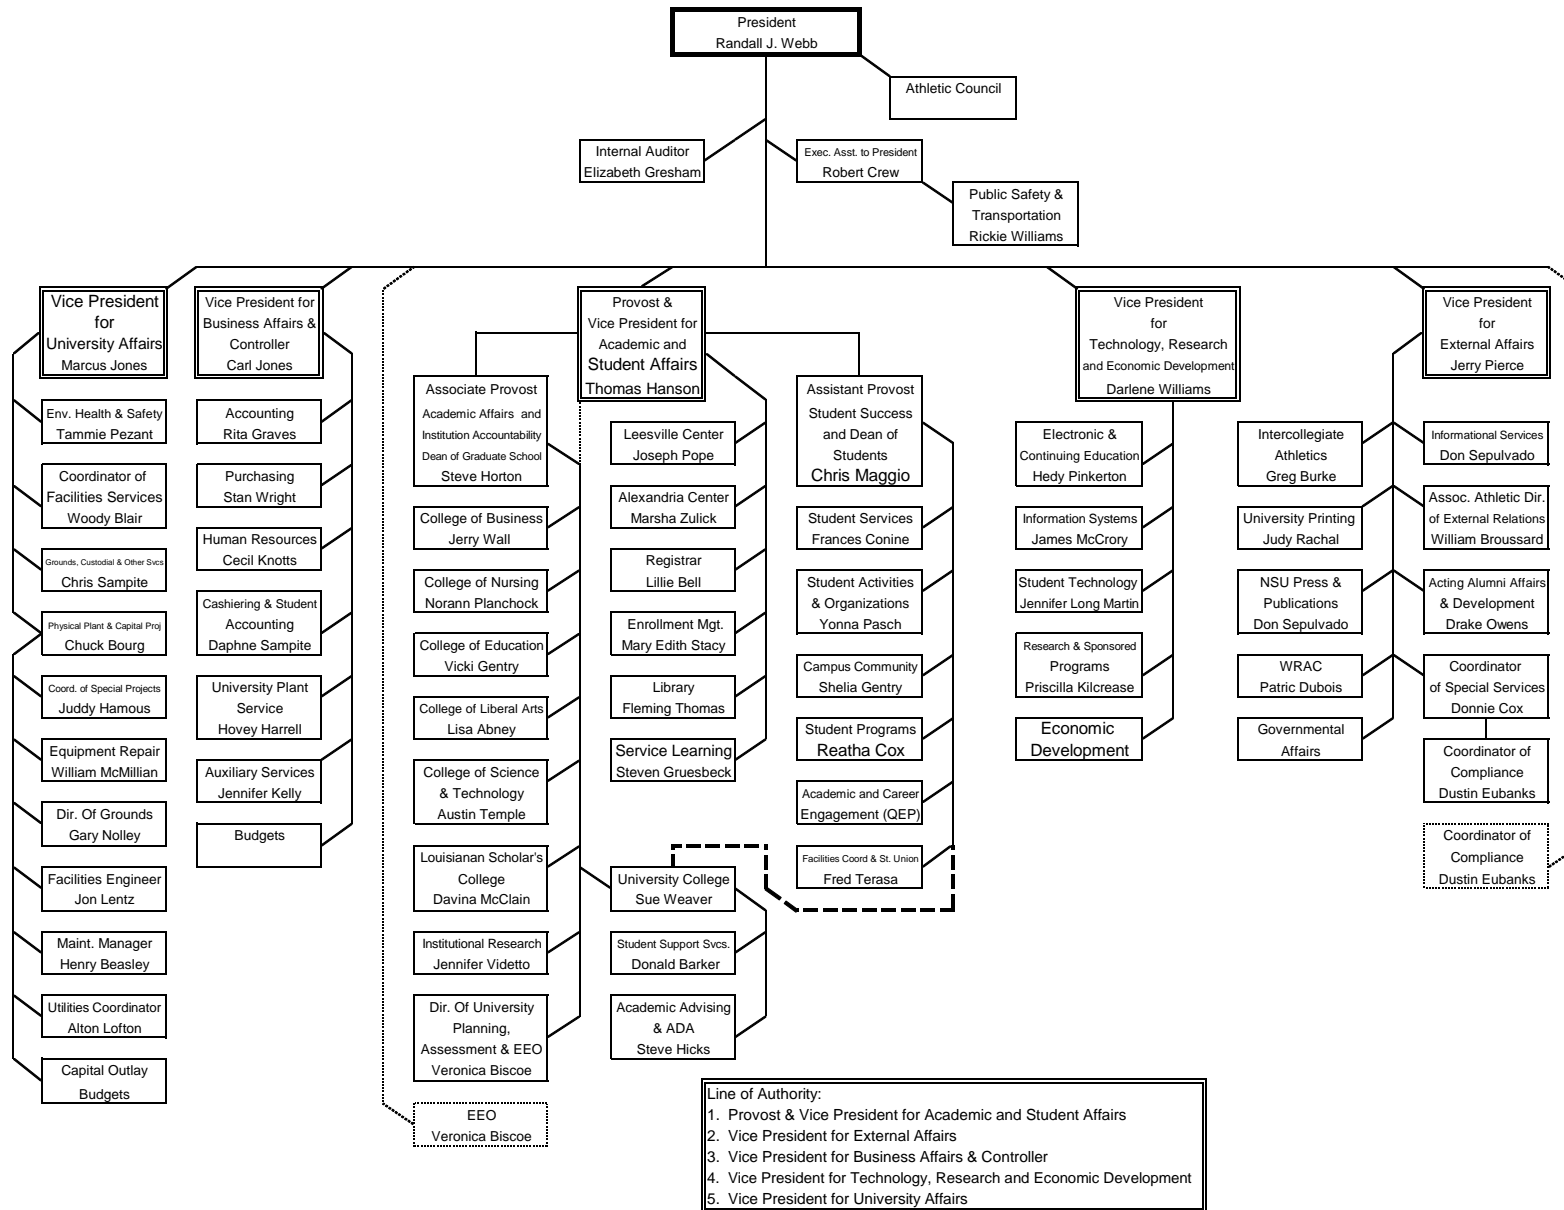 President
Randall J. Webb
Athletic Council
Internal Auditor
Elizabeth Gresham
Exec. Asst. to President
Robert Crew
Public Safety &
Transportation
Rickie Williams
Vice President
for
University Affairs
Marcus Jones
Env. Health & Safety
Tammie Pezant
Coordinator of
Facilities Services
Woody Blair
Grounds, Custodial & Other Svcs
Chris Sampite
Physical Plant & Capital Proj
Chuck Bourg
Coord. of Special Projects
Juddy Hamous
Equipment Repair
William McMillian
Dir. Of Grounds
Gary Nolley
Facilities Engineer
Jon Lentz
Maint. Manager
Henry Beasley
Utilities Coordinator
Alton Lofton
Capital Outlay
Budgets
Vice President for
Business Affairs &
Controller
Carl Jones
Accounting
Rita Graves
Purchasing
Stan Wright
Human Resources
Cecil Knotts
Cashiering & Student
Accounting
Daphne Sampite
University Plant
Service
Hovey Harrell
Auxiliary Services
Jennifer Kelly
Budgets
Provost &
Vice President for
Academic and
Student Affairs
Thomas Hanson
Associate Provost
Academic Affairs and
Institution Accountability
Dean of Graduate School
Steve Horton
College of Business
Jerry Wall
College of Nursing
Norann Planchock
College of Education
Vicki Gentry
College of Liberal Arts
Lisa Abney
College of Science
& Technology
Austin Temple
Louisianan Scholar's
College
Davina McClain
Institutional Research
Jennifer Videtto
Dir. Of University
Planning,
Assessment & EEO
Veronica Biscoe
EEO
Veronica Biscoe
Leesville Center
Joseph Pope
Alexandria Center
Marsha Zulick
Registrar
Lillie Bell
Enrollment Mgt.
Mary Edith Stacy
Library
Fleming Thomas
Service Learning
Steven Gruesbeck
University College
Sue Weaver
Student Support Svcs.
Donald Barker
Academic Advising
& ADA
Steve Hicks
Assistant Provost
Student Success
and Dean of
Students
Chris Maggio
Student Services
Frances Conine
Student Activities
& Organizations
Yonna Pasch
Campus Community
Shelia Gentry
Student Programs
Reatha Cox
Academic and Career
Engagement (QEP)
Facilities Coord & St. Union
Fred Terasa
Vice President
for
Technology, Research
and Economic Development
Darlene Williams
Electronic &
Continuing Education
Hedy Pinkerton
Information Systems
James McCrory
Student Technology
Jennifer Long Martin
Research & Sponsored
Programs
Priscilla Kilcrease
Economic
Development
Vice President
for
External Affairs
Jerry Pierce
Intercollegiate
Athletics
Greg Burke
University Printing
Judy Rachal
NSU Press &
Publications
Don Sepulvado
WRAC
Patric Dubois
Governmental
Affairs
Informational Services
Don Sepulvado
Assoc. Athletic Dir.
of External Relations
William Broussard
Acting Alumni Affairs
& Development
Drake Owens
Coordinator
of Special Services
Donnie Cox
Coordinator of
Compliance
Dustin Eubanks
Coordinator of
Compliance
Dustin Eubanks
Line of Authority:
1. Provost & Vice President for Academic and Student Affairs
2. Vice President for External Affairs
3. Vice President for Business Affairs & Controller
4. Vice President for Technology, Research and Economic Development
5. Vice President for University Affairs